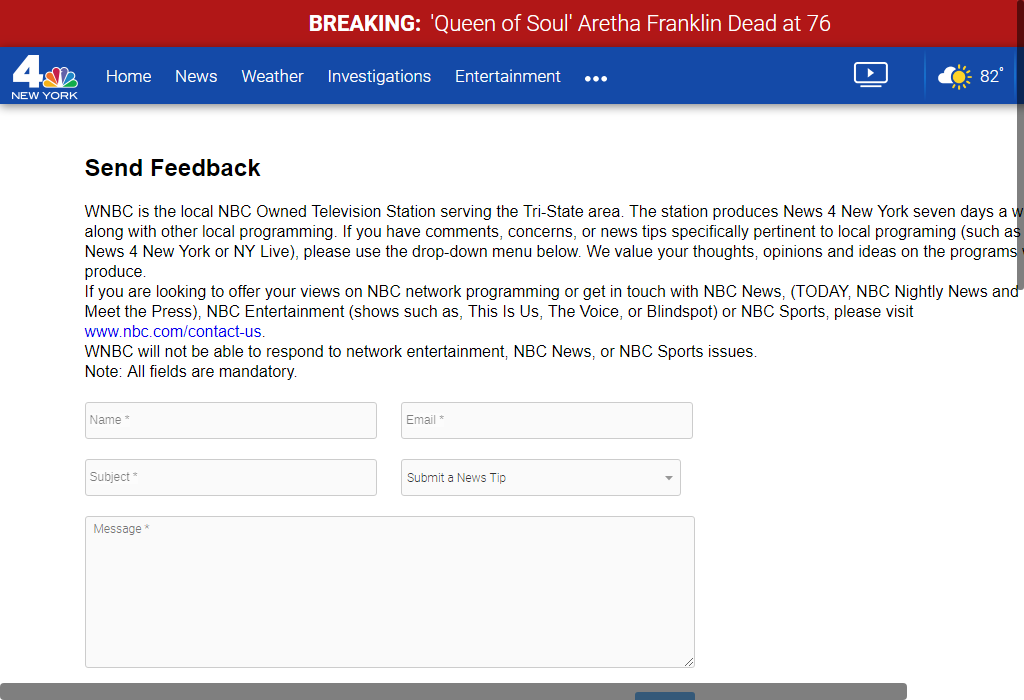 BREAKING: 'Queen of Soul' Aretha Franklin Dead at 76
4
NEW YORK
Home News Weather Investigations Entertainment 82°
Send Feedback
WNBC is the local NBC Owned Television Station serving the Tri-State area. The station produces News 4 New York seven days a w
along with other local programming. If you have comments, concerns, or news tips specifically pertinent to local programing (such as
News 4 New York or NY Live), please use the drop-down menu below. We value your thoughts, opinions and ideas on the programs
produce.
If you are looking to offer your views on NBC network programming or get in touch with NBC News, (TODAY, NBC Nightly News and
Meet the Press), NBC Entertainment (shows such as, This Is Us, The Voice, or Blindspot) or NBC Sports, please visit
www.nbc.com/contact-us.
WNBC will not be able to respond to network entertainment, NBC News, or NBC Sports issues.
Note: All fields are mandatory.
Name * Email *
Subject * Submit a News Tip
Message *